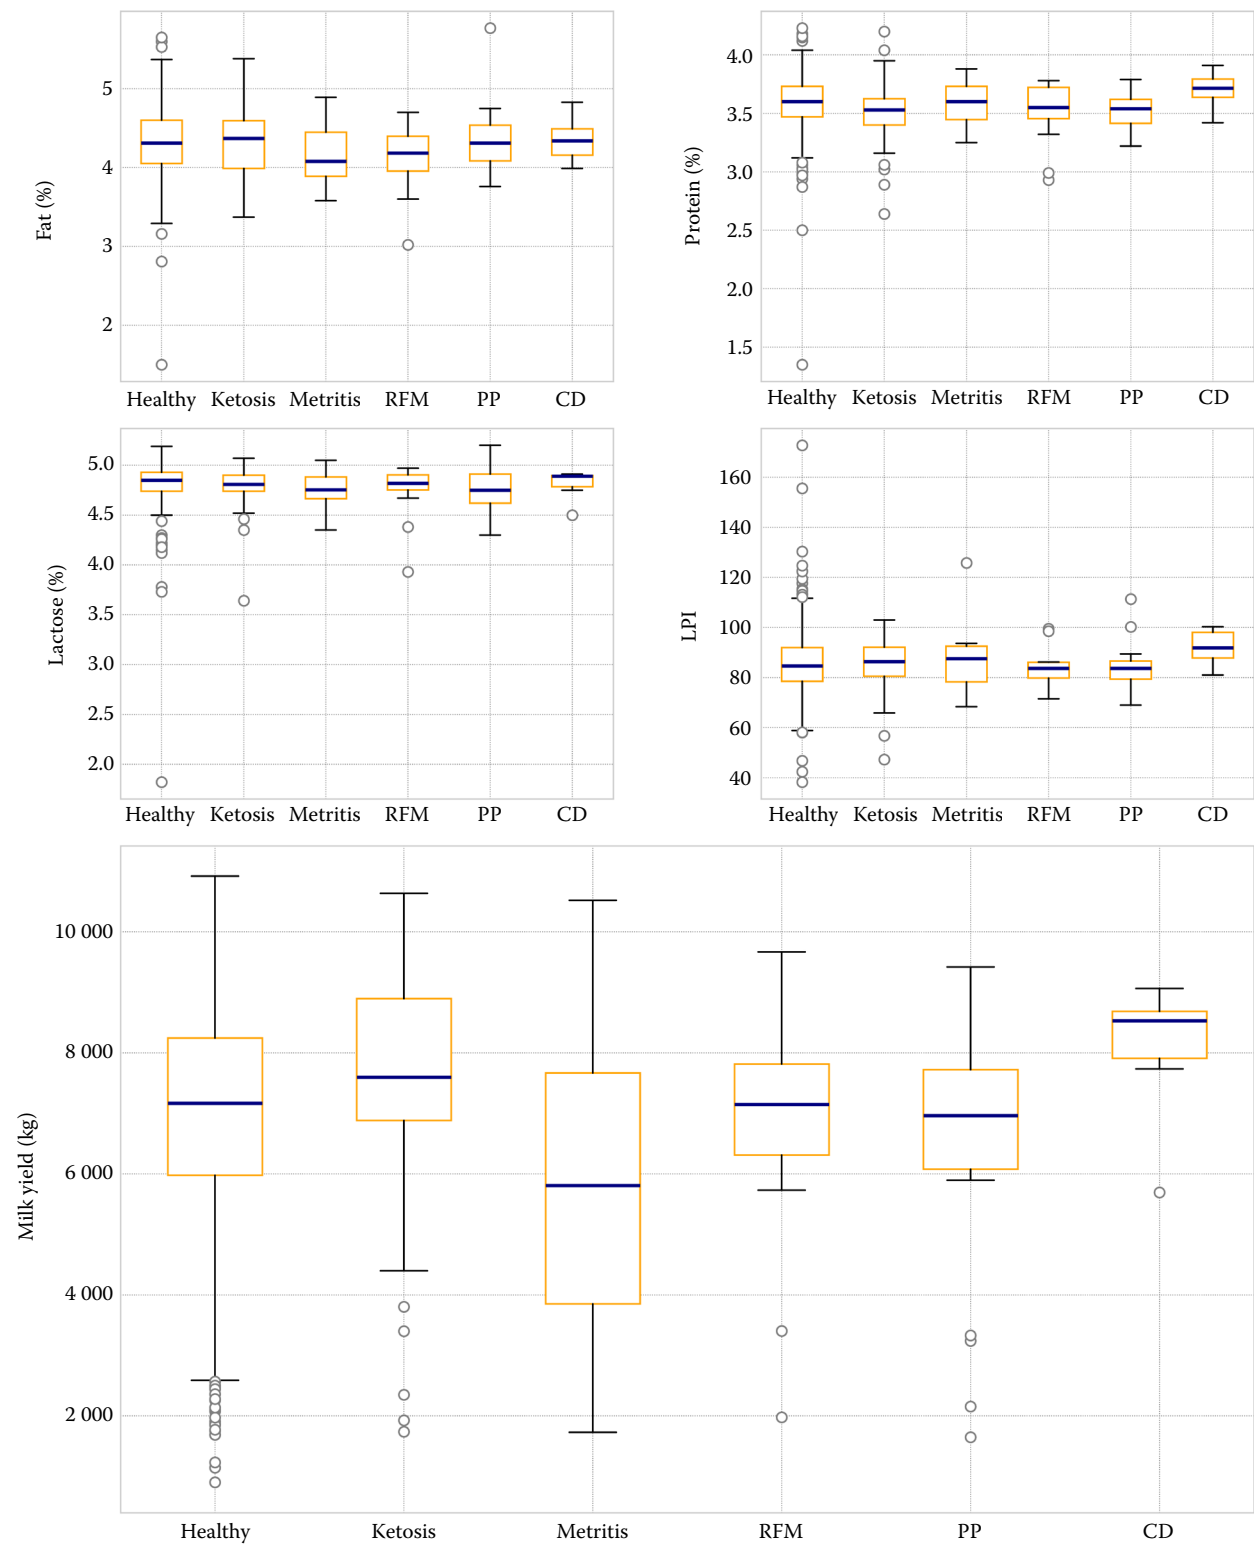 5
4
3
2
Fat (%)
Healthy Ketosis Metritis RFM PP CD
4.0
3.5
3.0
2.5
2.0
1.5
Protein (%)
Healthy Ketosis Metritis RFM PP CD
5.0
4.5
4.0
3.5
3.0
2.5
2.0
Lactose (%)
Healthy Ketosis Metritis RFM PP CD
160
140
120
100
80
60
40
LPI
Healthy Ketosis Metritis RFM PP CD
10 000
8 000
6 000
4 000
2 000
Milk yield (kg)
Healthy Ketosis Metritis RFM PP CD